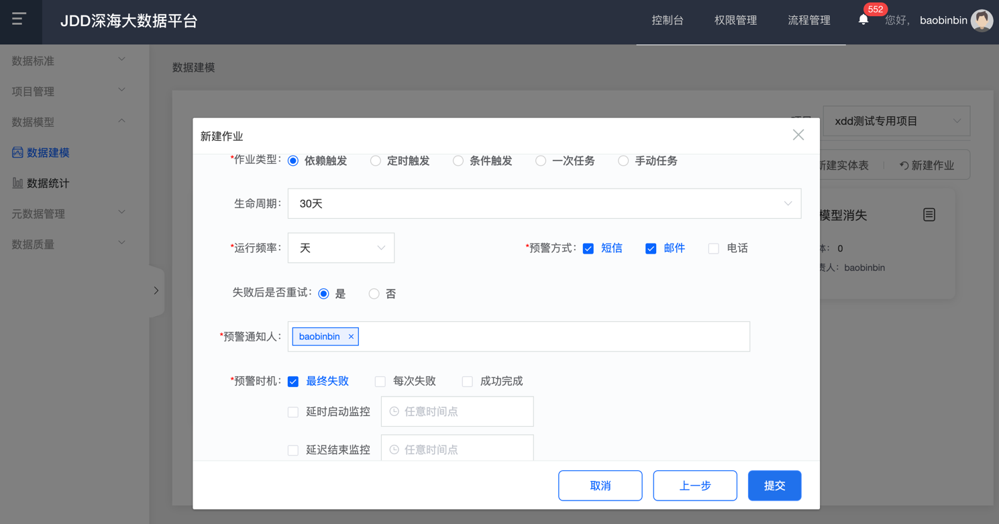 JDD深海大数据平台
控制台 权限管理 流程管理 552 您好, baobinbin
数据标准
项目管理
数据模型
数据建模
数据统计
元数据管理
数据质量
数据建模
xdd测试专用项目
新建实体表 新建作业
模型消失
体: 0
责人: baobinbin
新建作业
*作业类型: 依赖触发 定时触发 条件触发 一次任务 手动任务
生命周期: 30天
*运行频率: 天 *预警方式: 短信 邮件 电话
失败后是否重试: 是 否
*预警通知人: baobinbin ×
*预警时机: 最终失败 每次失败 成功完成
延时启动监控 任意时间点
延迟结束监控 任意时间点
取消 上一步 提交